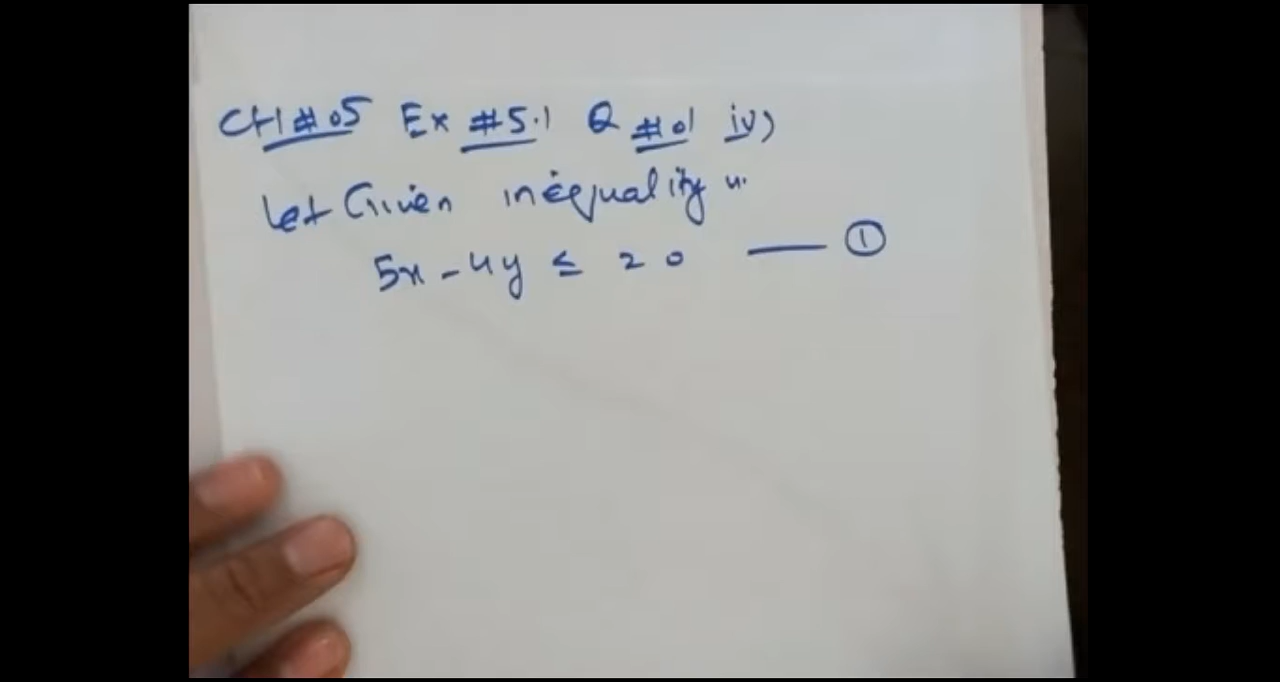 CH#05 Ex #5.1 Q #01 iv)
Let Given inequality is
5x - 4y ≤ 20 —— ①